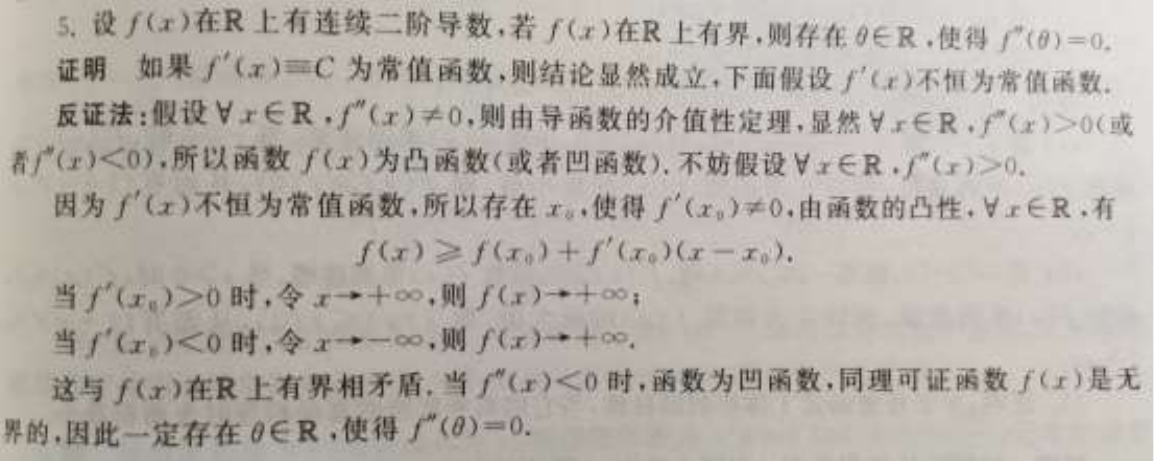 5. 设 f(x)在R 上有连续二阶导数,若 f(x)在R 上有界,则存在 θ∈R,使得 f″(θ)=0.
证明 如果 f′(x)≡C 为常值函数,则结论显然成立,下面假设 f′(x)不恒为常值函数.
反证法:假设∀x∈R,f″(x)≠0,则由导函数的介值性定理,显然∀x∈R,f″(x)>0(或
者f″(x)<0),所以函数 f(x)为凸函数(或者凹函数).不妨假设∀x∈R,f″(x)>0.
因为 f′(x)不恒为常值函数,所以存在 x₀,使得 f′(x₀)≠0,由函数的凸性,∀x∈R,有
f(x)⩾f(x₀)+f′(x₀)(x−x₀).
当 f′(x₀)>0 时,令 x→+∞,则 f(x)→+∞;
当 f′(x₀)<0 时,令 x→−∞,则 f(x)→+∞.
这与 f(x)在R 上有界相矛盾.当 f″(x)<0 时,函数为凹函数,同理可证函数 f(x)是无
界的,因此一定存在 θ∈R,使得 f″(θ)=0.